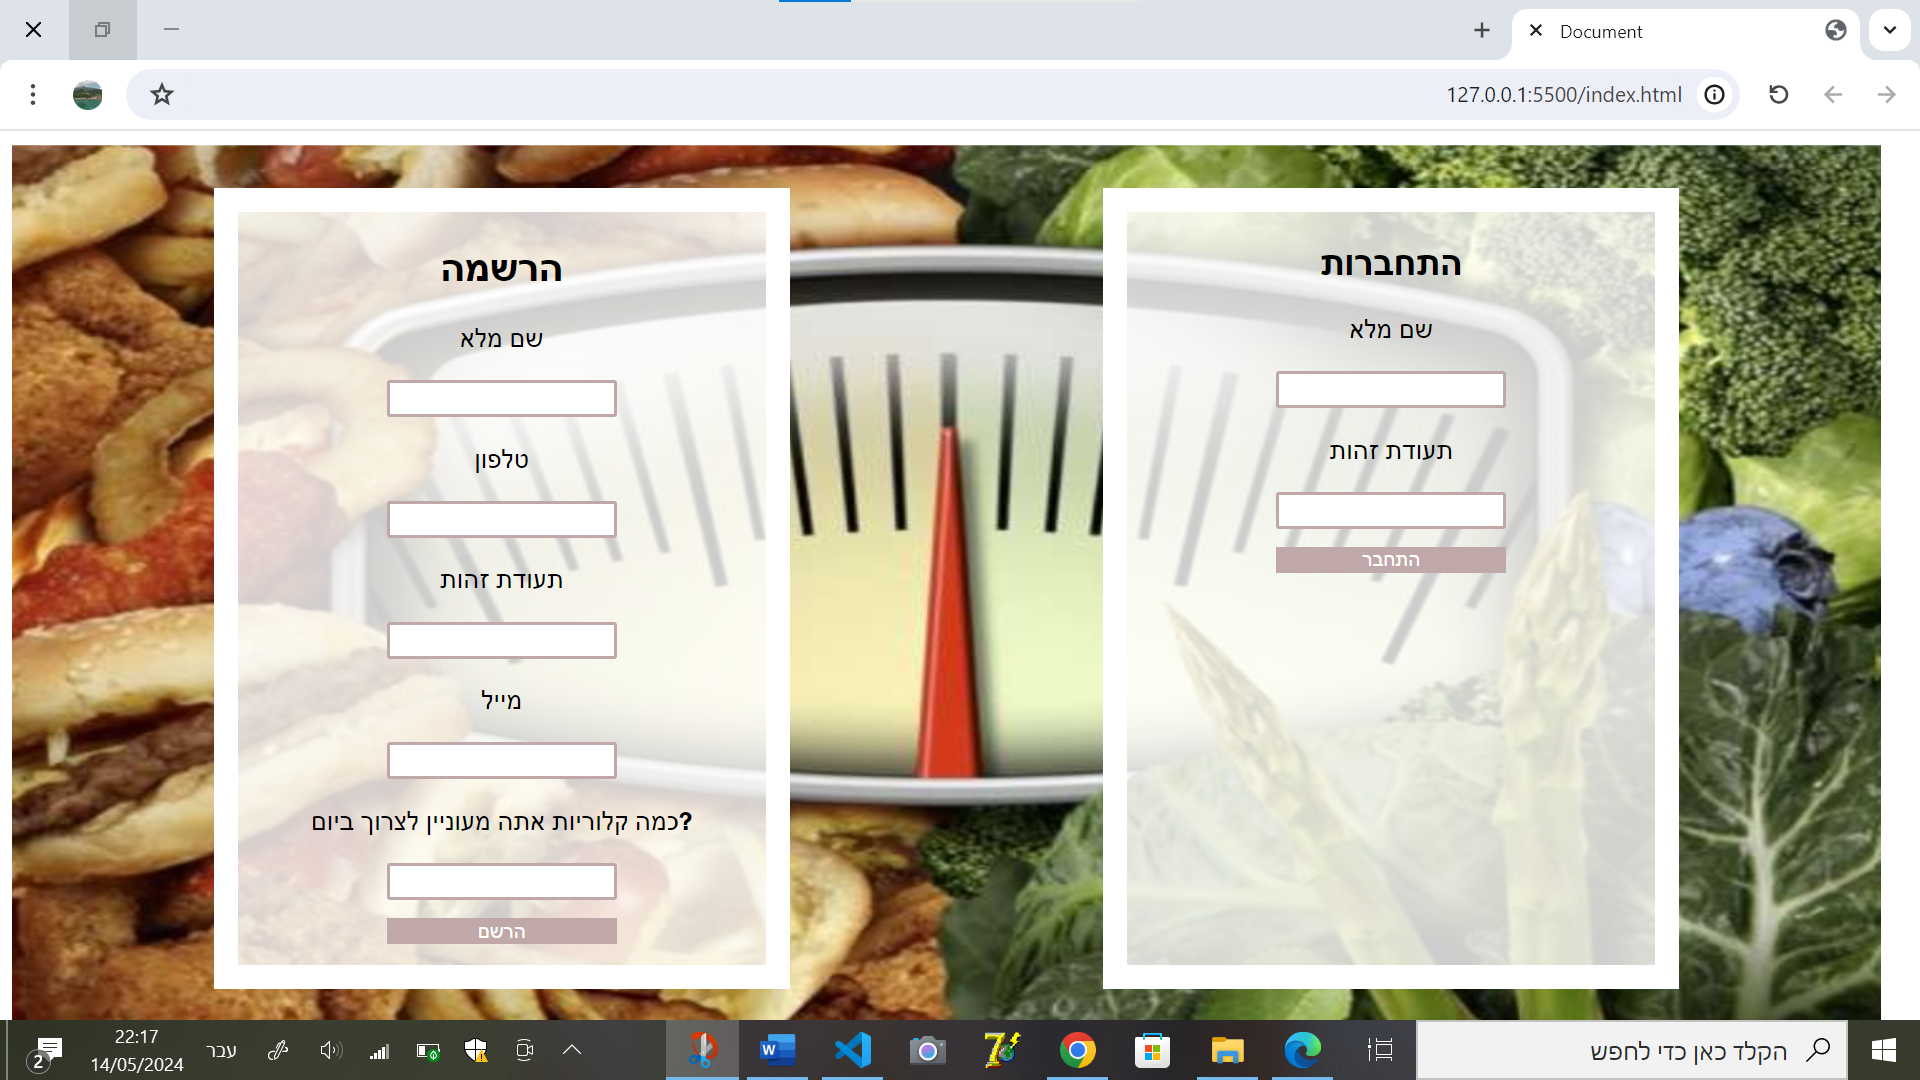 Document
127.0.0.1:5500/index.html
התחברות
שם מלא
תעודת זהות
התחבר
הרשמה
שם מלא
טלפון
תעודת זהות
מייל
?כמה קלוריות אתה מעוניין לצרוך ביום
הרשם
הקלד כאן כדי לחפש
עבר
22:17
14/05/2024
2